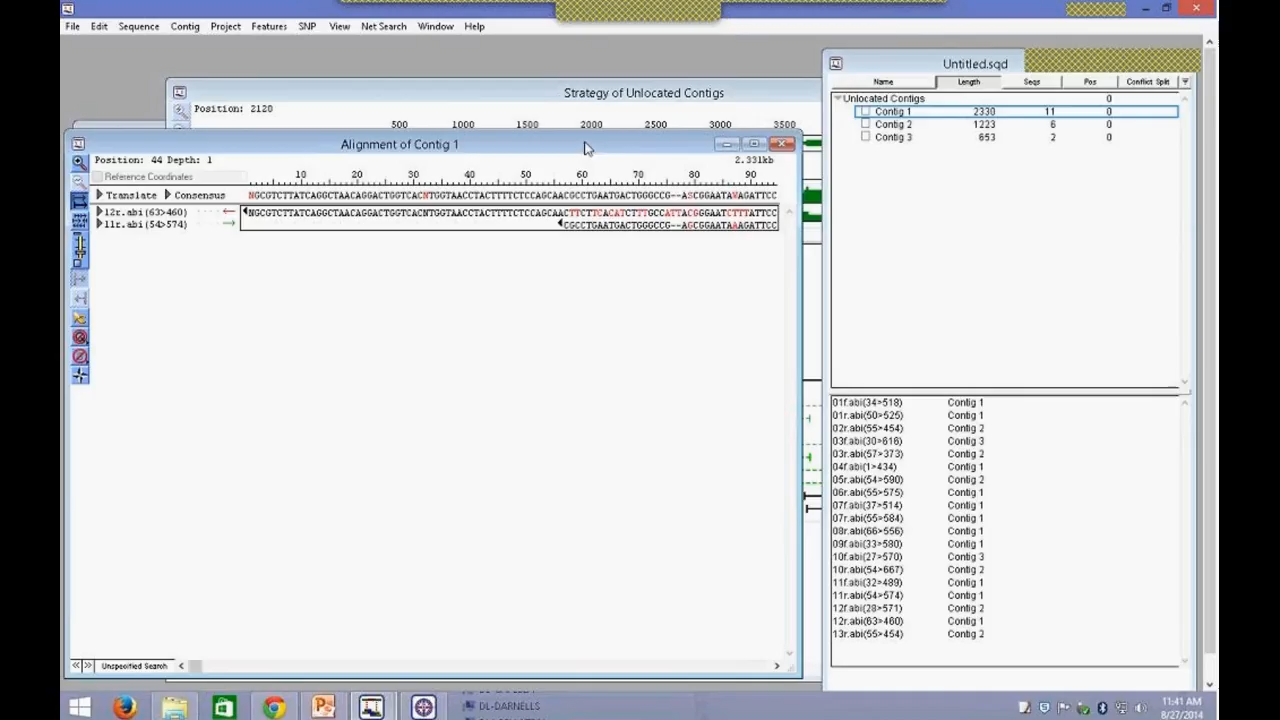 File Edit Sequence Contig Project Features SNP View Net Search Window Help
Untitled.sqd
Name Length Seqs Pos Conflict Split
Unlocated Contigs 0
Contig 1 2330 11 0
Contig 2 1223 6 0
Contig 3 653 2 0
Strategy of Unlocated Contigs
Position: 2120
500 1000 1500 2000 2500 3000 3500
Alignment of Contig 1
Position: 44 Depth: 1 2.331kb
Reference Coordinates
10 20 30 40 50 60 70 80 90
Translate Consensus NGCGTCTTATCAGGCTAACAGGACTGGTCACNTGGTAACCTACTTTTCTCCAGCAACGCCTGAATGACTGGGCCG--ASCGGAATAWAGATTCC
12r.abi(63>460) NGCGTCTTATCAGGCTAACAGGACTGGTCACNTGGTAACCTACTTTTCTCCAGCAACTTCTTCACATCTTTTGCCATTACGGGAATCTTTATTCC
11r.abi(54>574) CGCCTGAATGACTGGGCCG--AGCGGAATAAAGATTCC
Unspecified Search
01f.abi(34>518) Contig 1
01r.abi(50>525) Contig 1
02r.abi(55>454) Contig 2
03f.abi(30>616) Contig 3
03r.abi(57>373) Contig 2
04f.abi(1>434) Contig 1
05r.abi(54>590) Contig 2
06r.abi(55>575) Contig 1
07f.abi(37>514) Contig 1
07r.abi(55>584) Contig 1
08r.abi(66>556) Contig 1
09f.abi(33>580) Contig 1
10f.abi(27>570) Contig 3
10r.abi(54>667) Contig 2
11f.abi(32>489) Contig 1
11r.abi(54>574) Contig 1
12f.abi(28>571) Contig 2
12r.abi(63>460) Contig 1
13r.abi(55>454) Contig 2
DL-DARNELLS
11:41 AM
8/27/2014